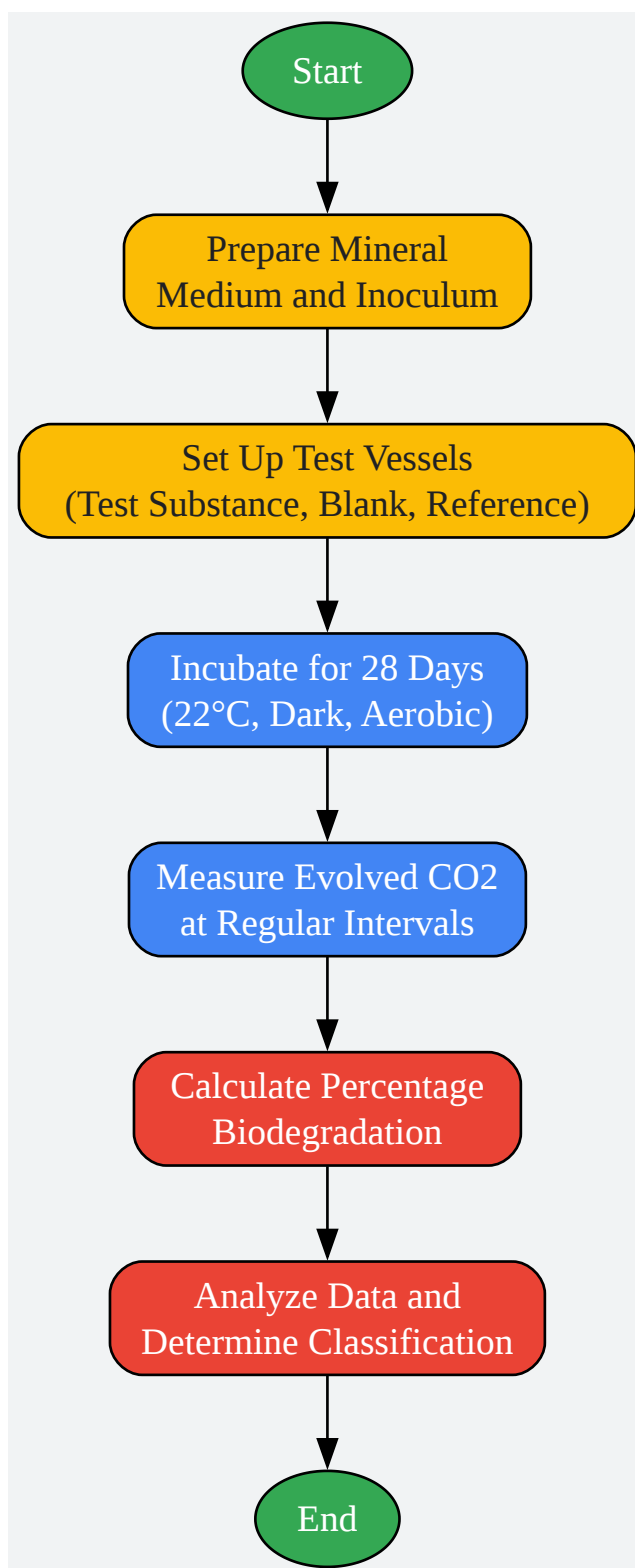 Start
Prepare Mineral
Medium and Inoculum
Set Up Test Vessels
(Test Substance, Blank, Reference)
Incubate for 28 Days
(22°C, Dark, Aerobic)
Measure Evolved CO2
at Regular Intervals
Calculate Percentage
Biodegradation
Analyze Data and
Determine Classification
End